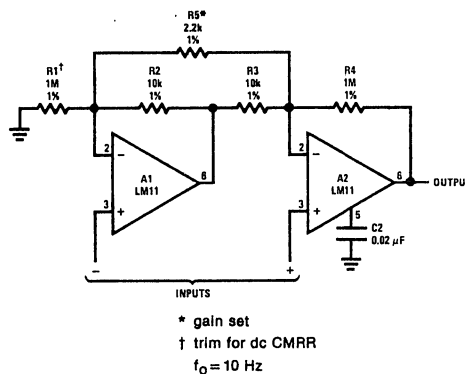 R5*
2.2k
1%
R1†
1M
1%
R2
10k
1%
R3
10k
1%
R4
1M
1%
2
−
A1
LM11
6
3
+
2
−
A2
LM11
6
OUTPU
5
3
+
C2
0.02 µF
−
+
INPUTS
* gain set
† trim for dc CMRR
fO = 10 Hz